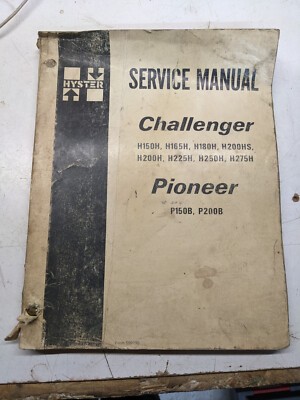 HYSTER
SERVICE MANUAL
Challenger
H150H, H165H, H180H, H200HS,
H200H, H225H, H250H, H275H
Pioneer
P150B, P200B